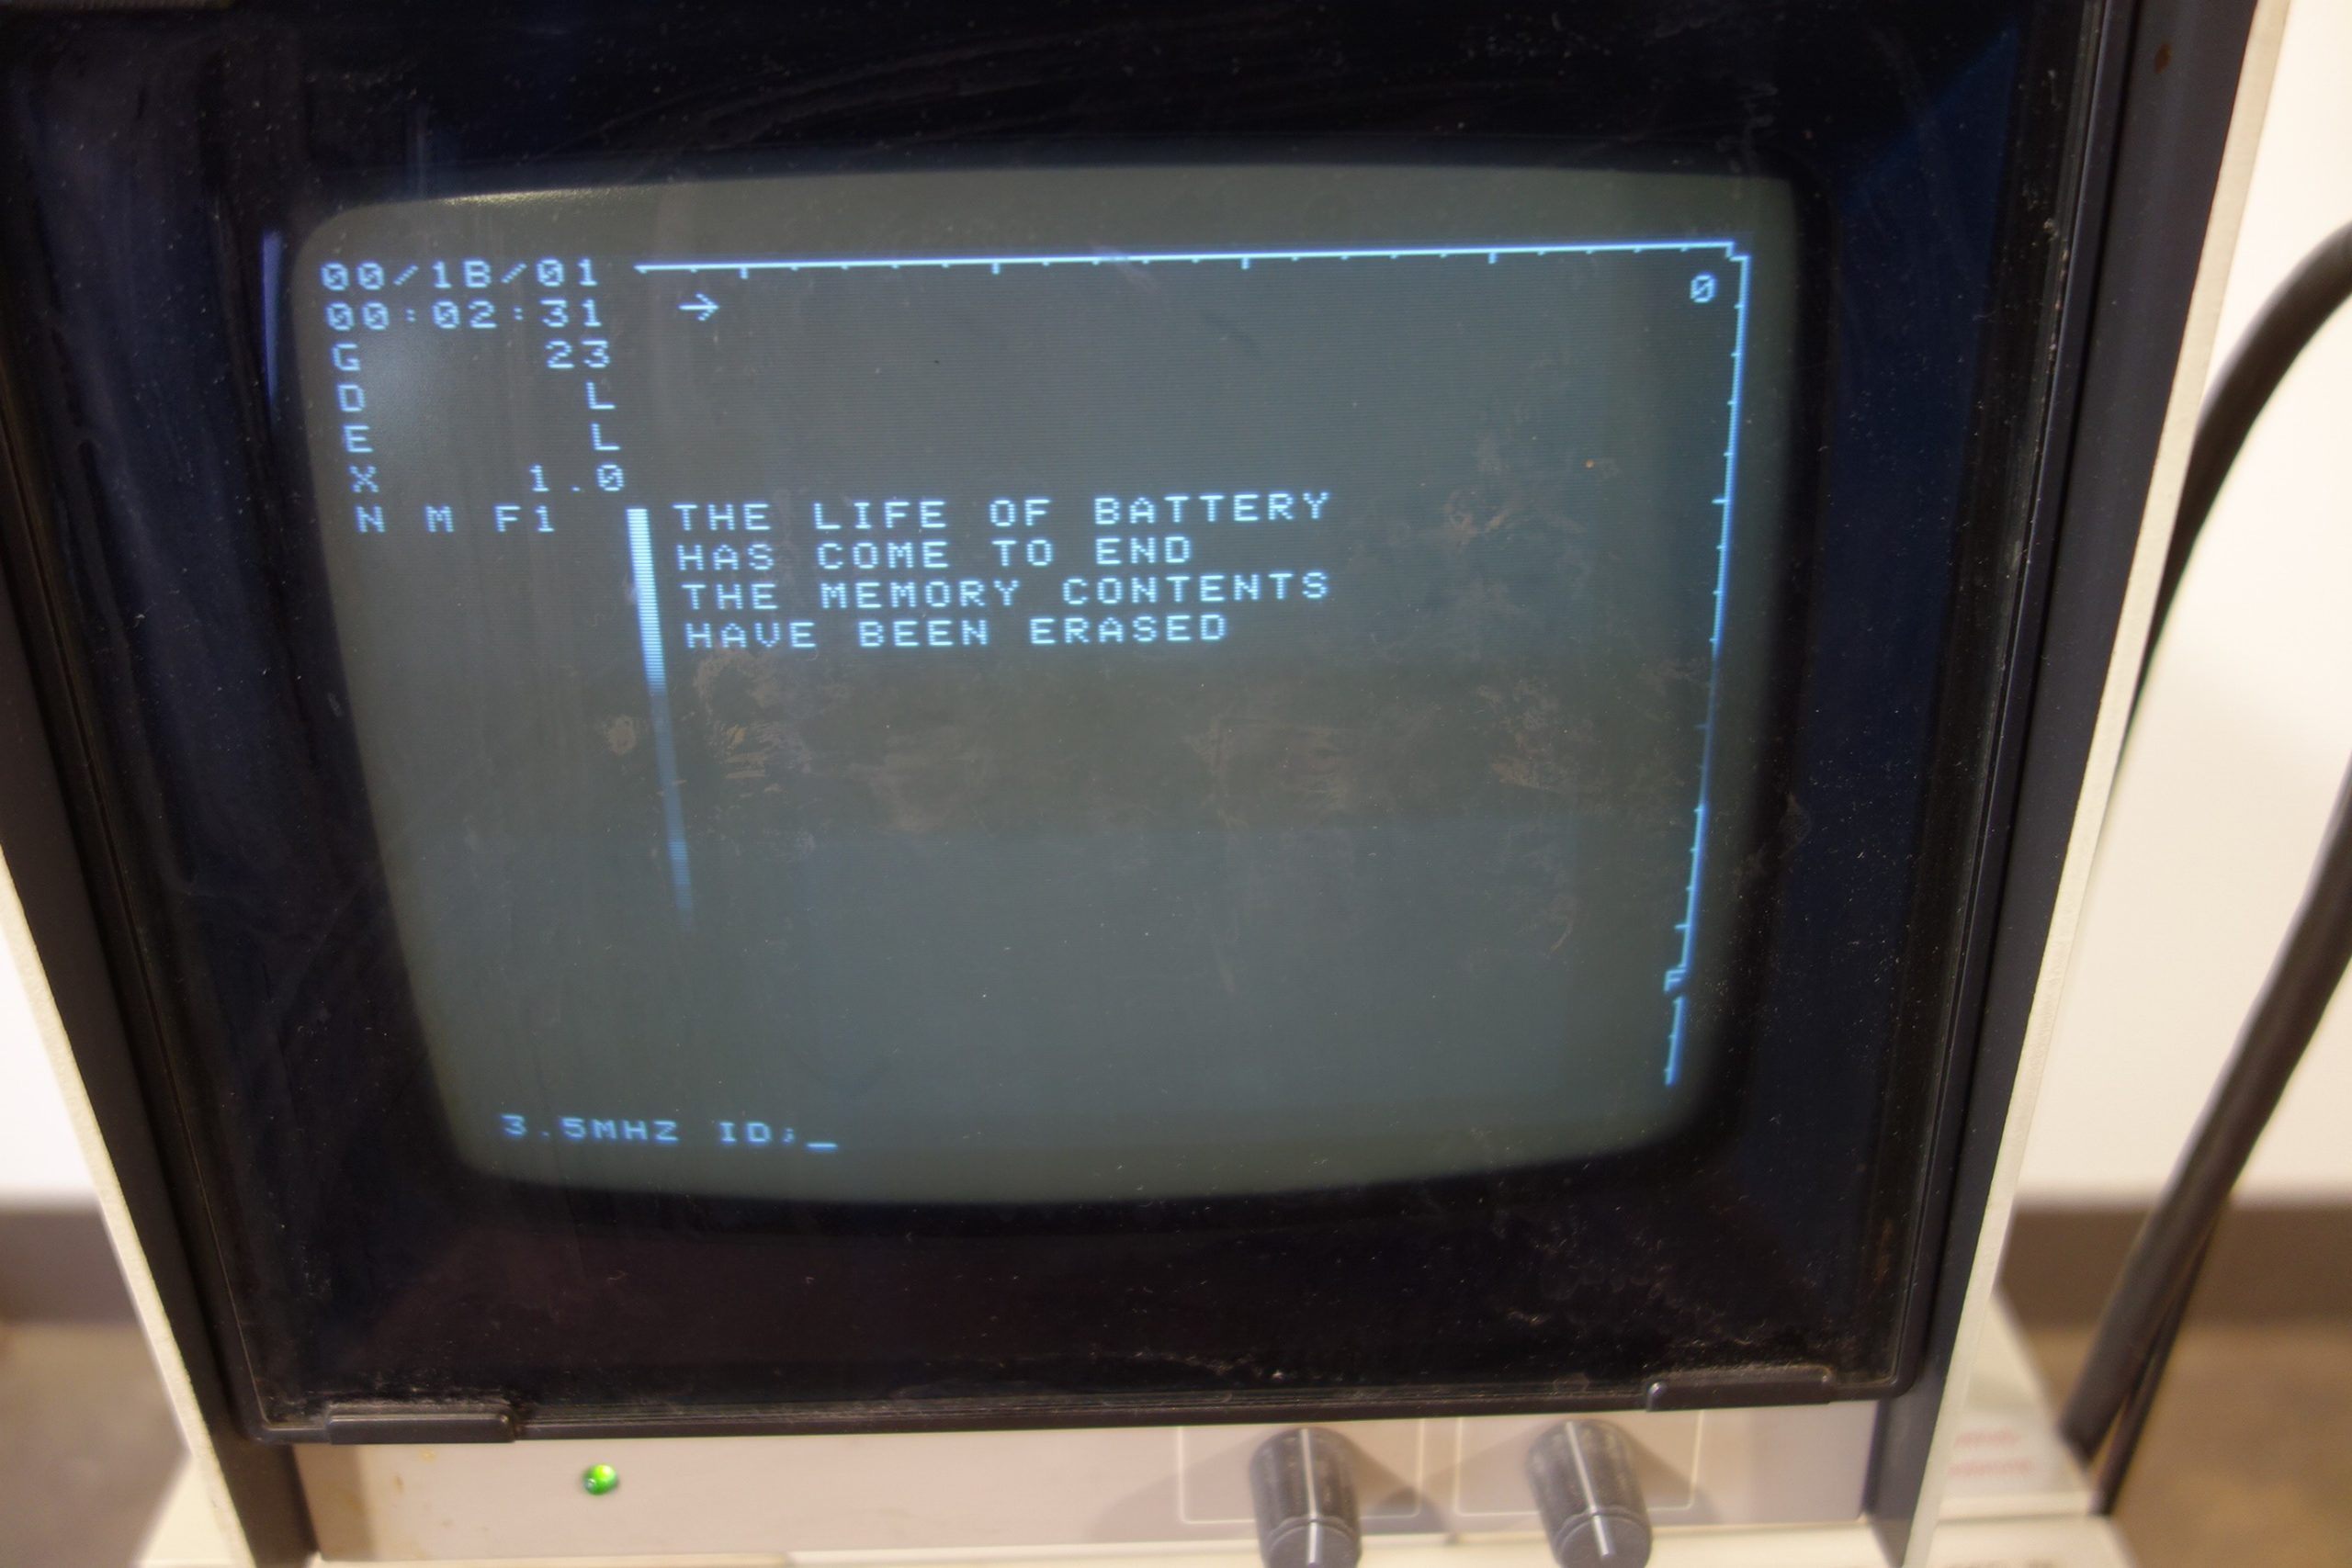 00/1B/01
00:02:31 →
0
G 23
D L
E L
X 1.0
N M F1
THE LIFE OF BATTERY
HAS COME TO END
THE MEMORY CONTENTS
HAVE BEEN ERASED
F
3.5MHZ ID:_